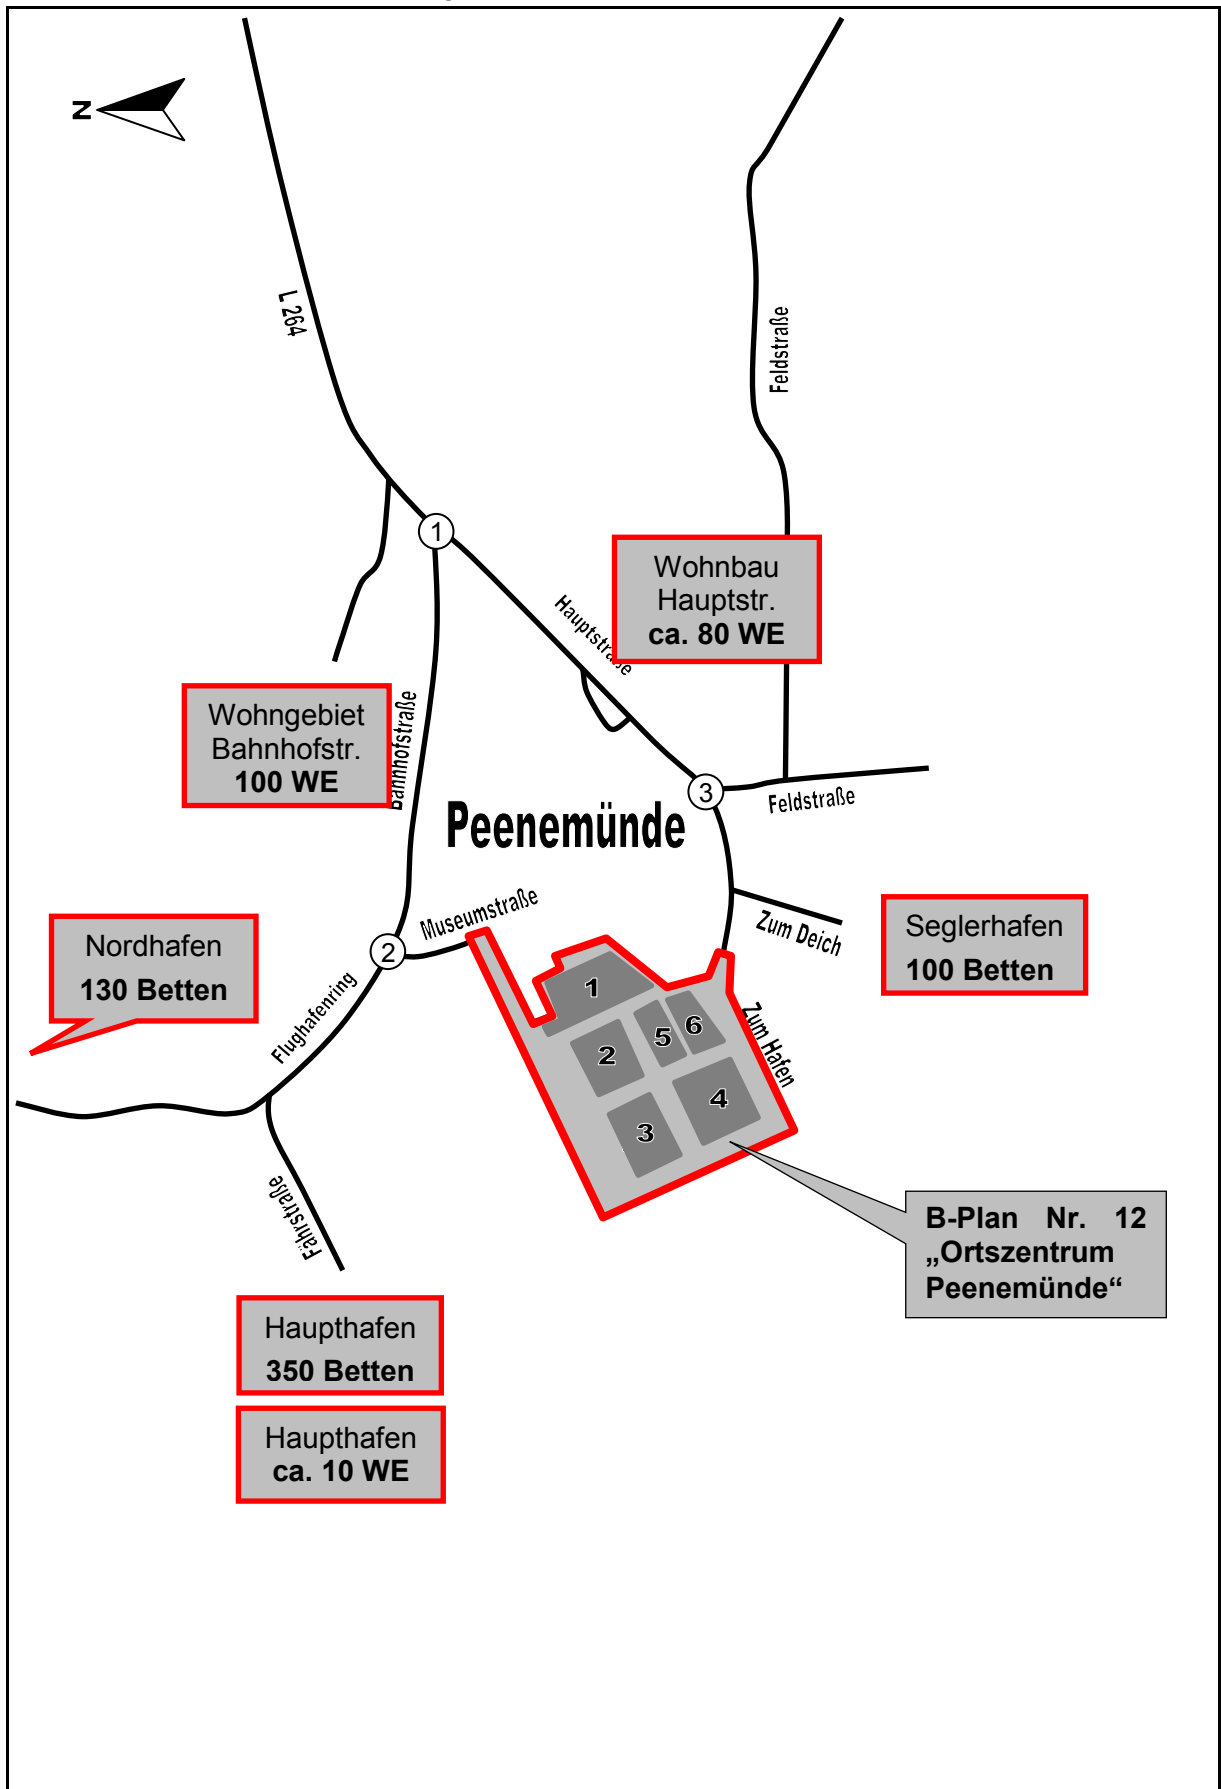 N
L 264
Feldstraße
1
Wohnbau
Hauptstr.
ca. 80 WE
Hauptstraße
Wohngebiet
Bahnhofstr.
100 WE
Bahnhofstraße
3
Feldstraße
Peenemünde
Museumstraße
Zum Deich
Seglerhafen
100 Betten
Nordhafen
130 Betten
2
Flughafenring
1
2
5
6
3
4
Zum Hafen
Fährstraße
B-Plan Nr. 12
„Ortszentrum
Peenemünde“
Haupthafen
350 Betten
Haupthafen
ca. 10 WE